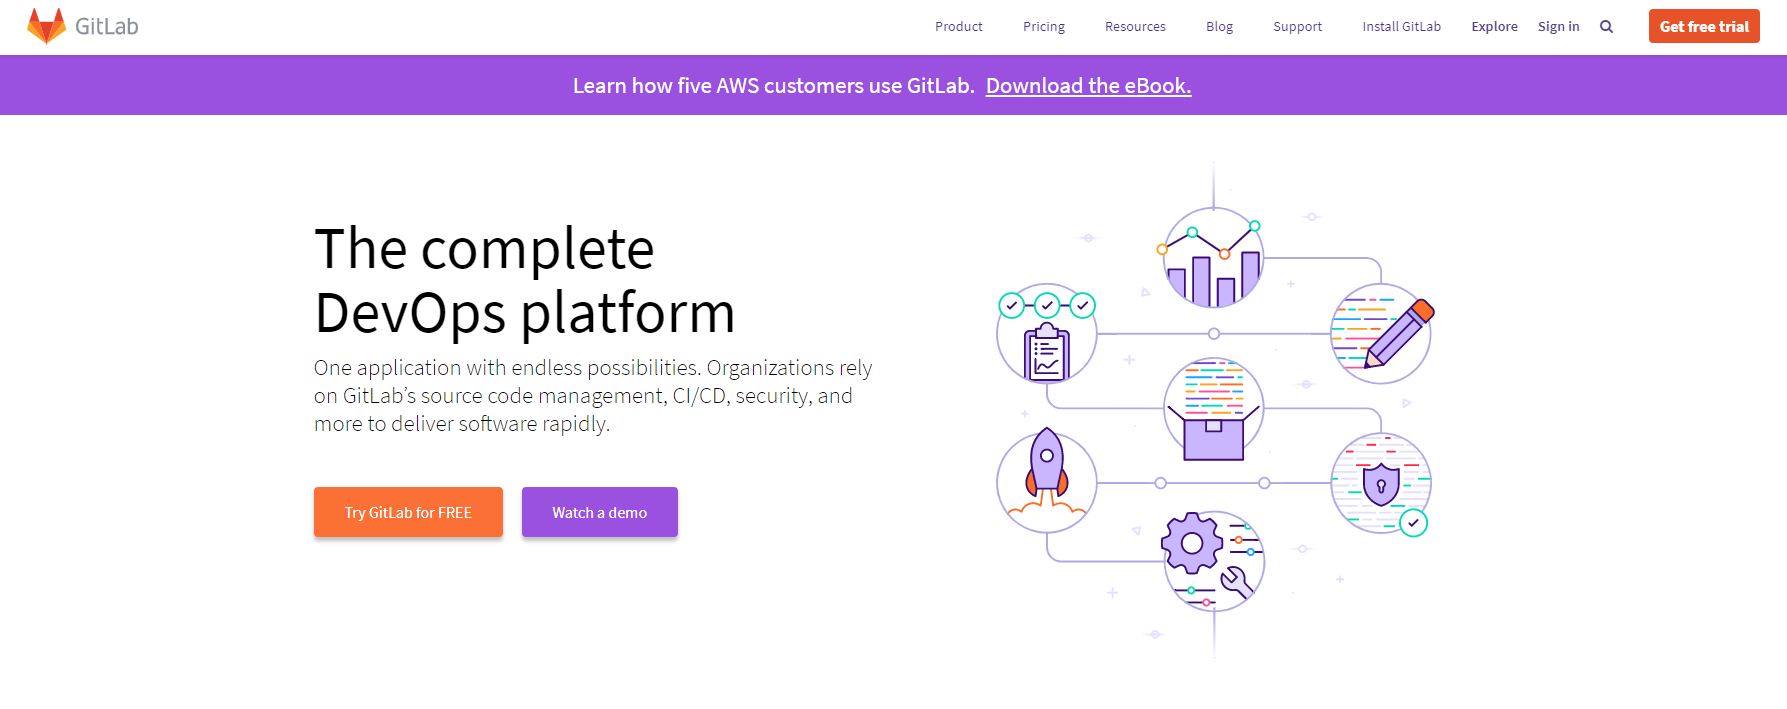 GitLab
Product Pricing Resources Blog Support Install GitLab Explore Sign in Get free trial
Learn how five AWS customers use GitLab. Download the eBook.
The complete
DevOps platform
One application with endless possibilities. Organizations rely
on GitLab’s source code management, CI/CD, security, and
more to deliver software rapidly.
Try GitLab for FREE Watch a demo